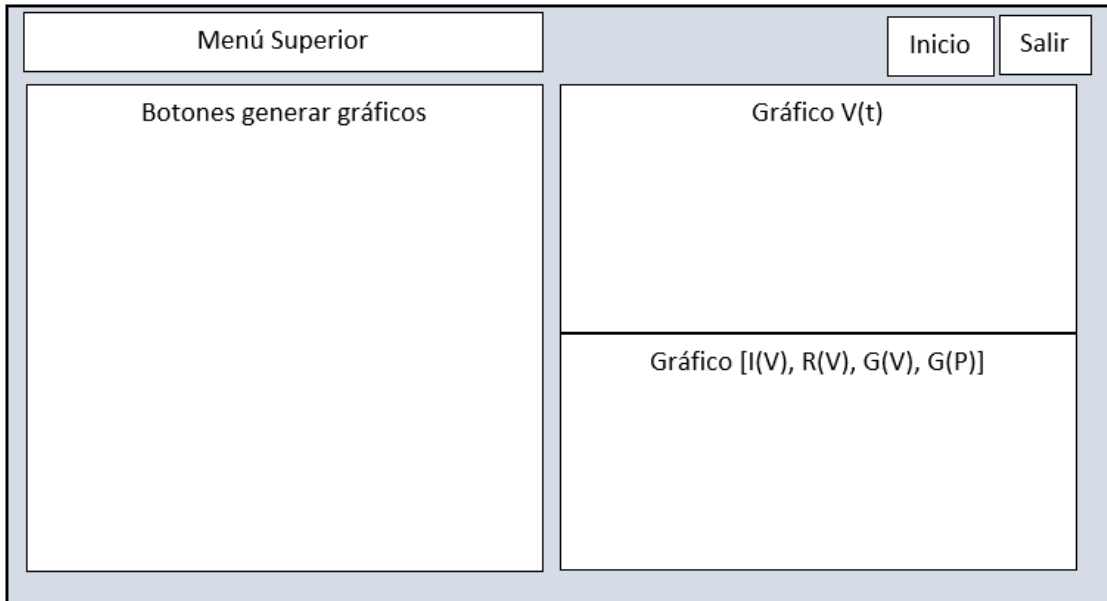 Menú Superior
Inicio
Salir
Botones generar gráficos
Gráfico V(t)
Gráfico [I(V), R(V), G(V), G(P)]